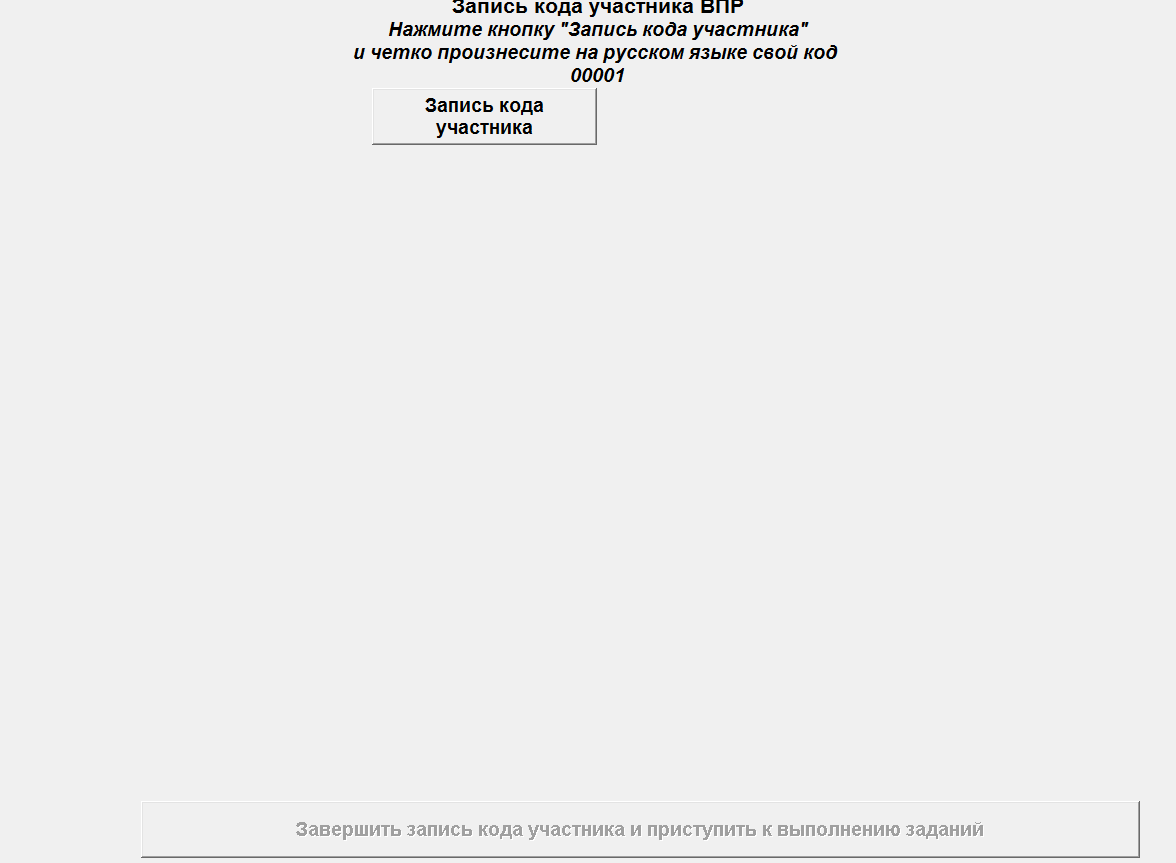 Запись кода участника ВПР
Нажмите кнопку "Запись кода участника"
и четко произнесите на русском языке свой код
00001
Запись кода
участника
Завершить запись кода участника и приступить к выполнению заданий